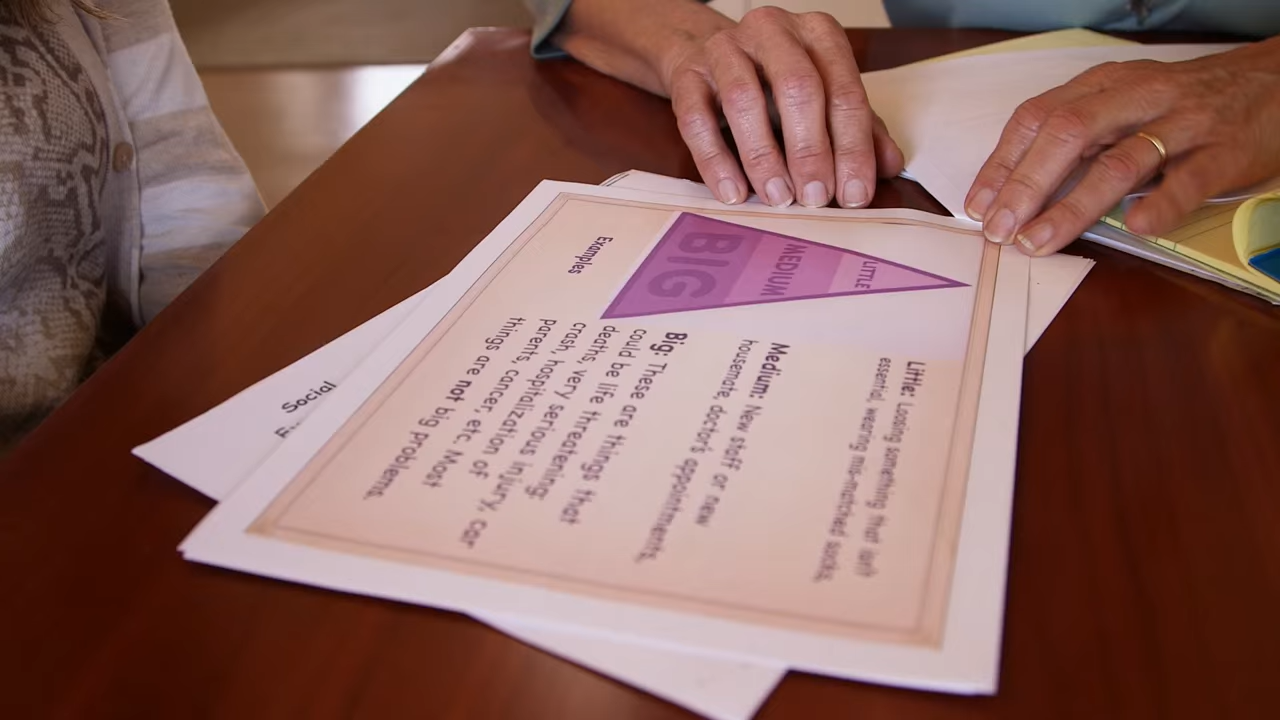 LITTLE
MEDIUM
BIG
Examples
Little: Loosing something that isn't
essential, wearing mis-matched socks,
Medium: New staff or new
housemate, doctor's appointments,
Big: These are things that
could be life threatening:
deaths, very serious injury, car
crash, hospitalization of
parents, cancer, etc. Most
things are not big problems.
Social